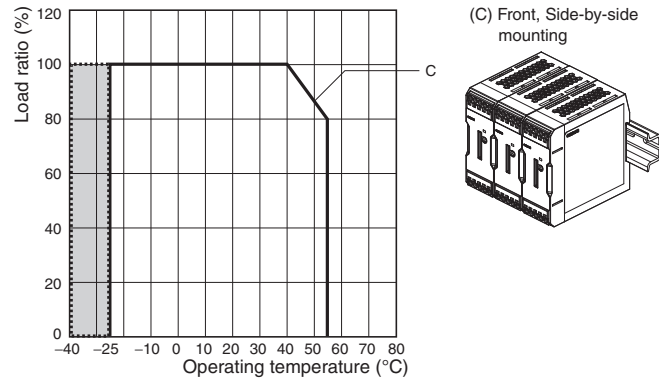 Load ratio (%)
120
100
80
60
40
20
0
C
−40 −25 −10 0 10 20 30 40 50 60 70 80
Operating temperature (°C)
(C) Front, Side-by-side
mounting